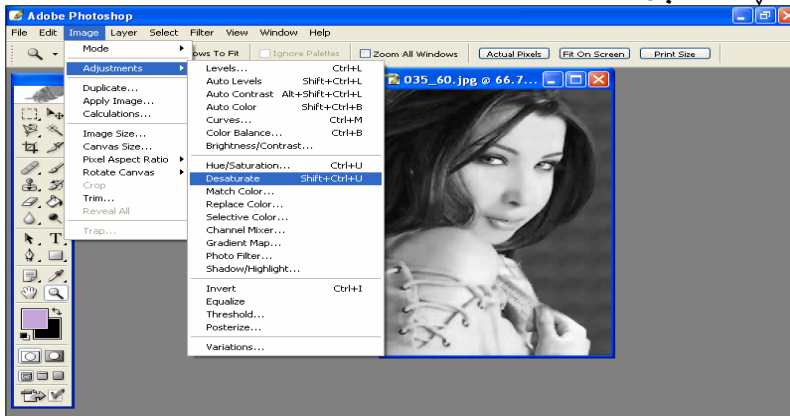 Adobe Photoshop
File Edit Image Layer Select Filter View Window Help
ows To Fit Ignore Palettes Zoom All Windows Actual Pixels Fit On Screen Print Size
Mode
Adjustments
Duplicate...
Apply Image...
Calculations...
Image Size...
Canvas Size...
Pixel Aspect Ratio
Rotate Canvas
Crop
Trim...
Reveal All
Trap...
Levels... Ctrl+L
Auto Levels Shift+Ctrl+L
Auto Contrast Alt+Shift+Ctrl+L
Auto Color Shift+Ctrl+B
Curves... Ctrl+M
Color Balance... Ctrl+B
Brightness/Contrast...
Hue/Saturation... Ctrl+U
Desaturate Shift+Ctrl+U
Match Color...
Replace Color...
Selective Color...
Channel Mixer...
Gradient Map...
Photo Filter...
Shadow/Highlight...
Invert Ctrl+I
Equalize
Threshold...
Posterize...
Variations...
035_60.jpg @ 66.7...
T